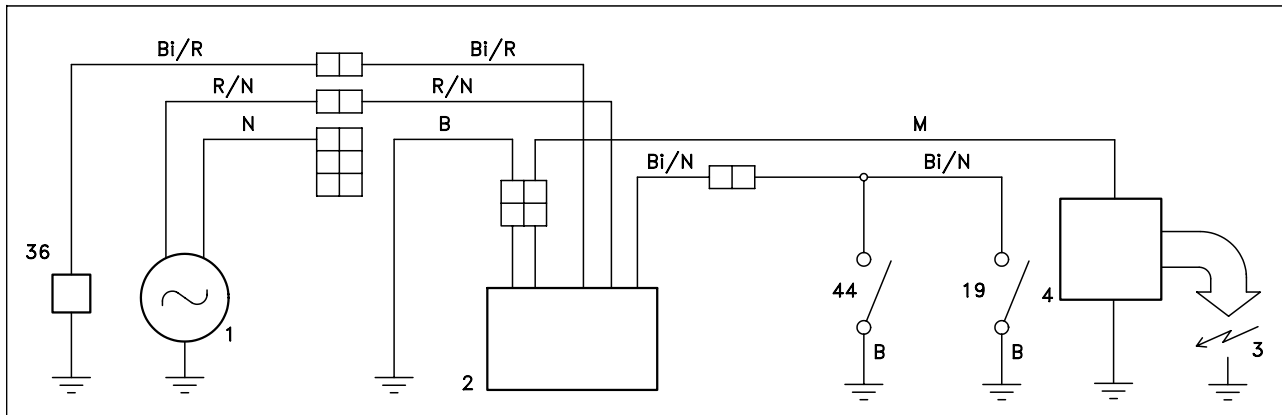 Bi/R Bi/R
R/N R/N
N B M
Bi/N Bi/N
36
44 19 4
1
3
B B
2